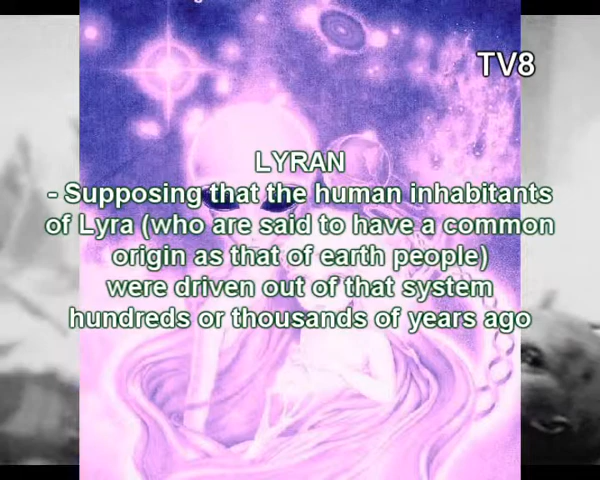 TV8
LYRAN
- Supposing that the human inhabitants
of Lyra (who are said to have a common
origin as that of earth people)
were driven out of that system
hundreds or thousands of years ago